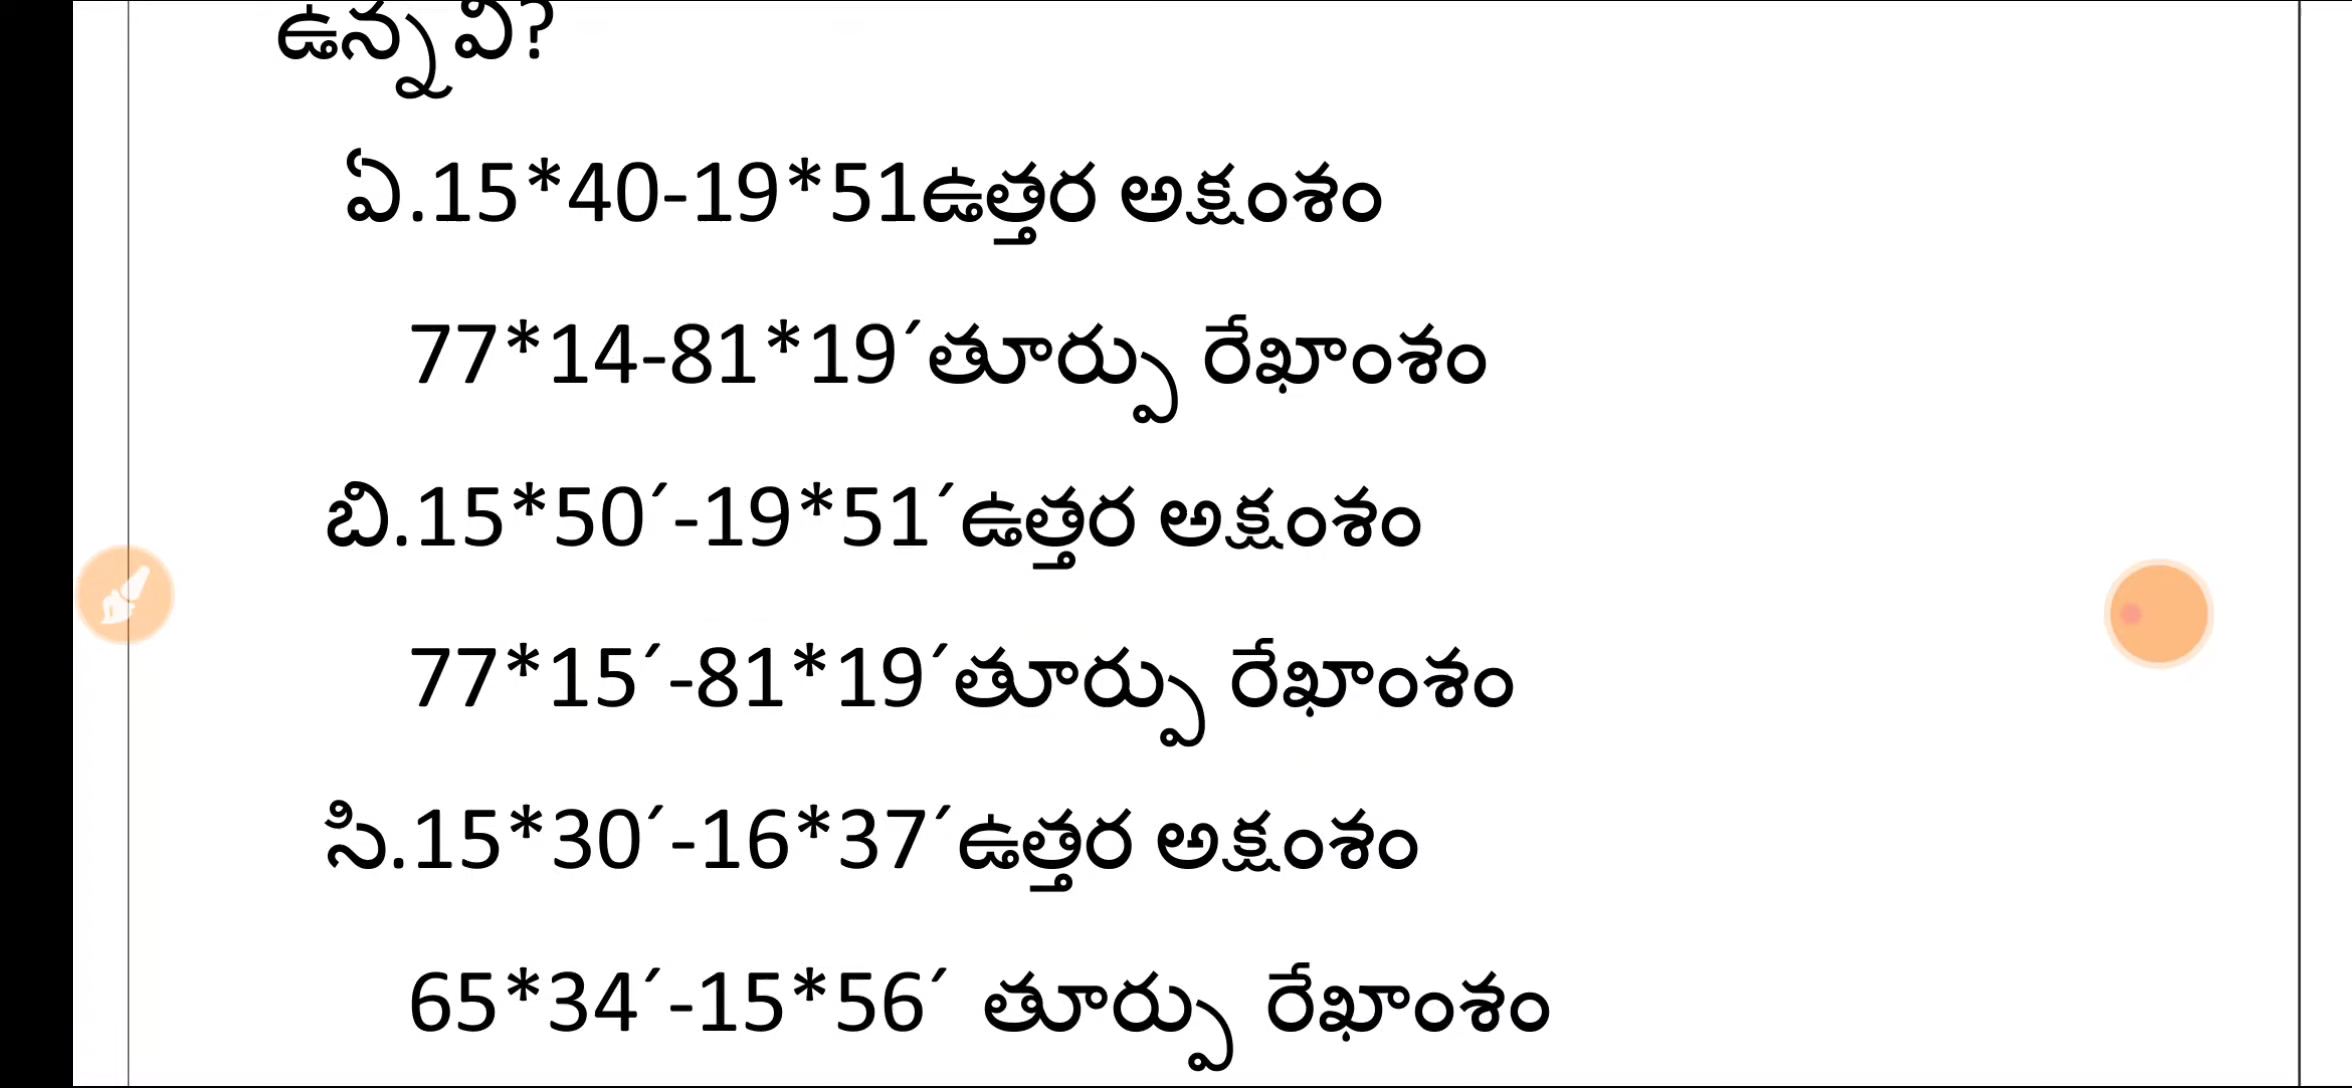 ఉన్నవి?
ఏ.15*40-19*51ఉత్తర అక్షంశం
77*14-81*19´తూర్పు రేఖాంశం
బి.15*50´-19*51´ఉత్తర అక్షంశం
77*15´-81*19´తూర్పు రేఖాంశం
సి.15*30´-16*37´ఉత్తర అక్షంశం
65*34´-15*56´ తూర్పు రేఖాంశం